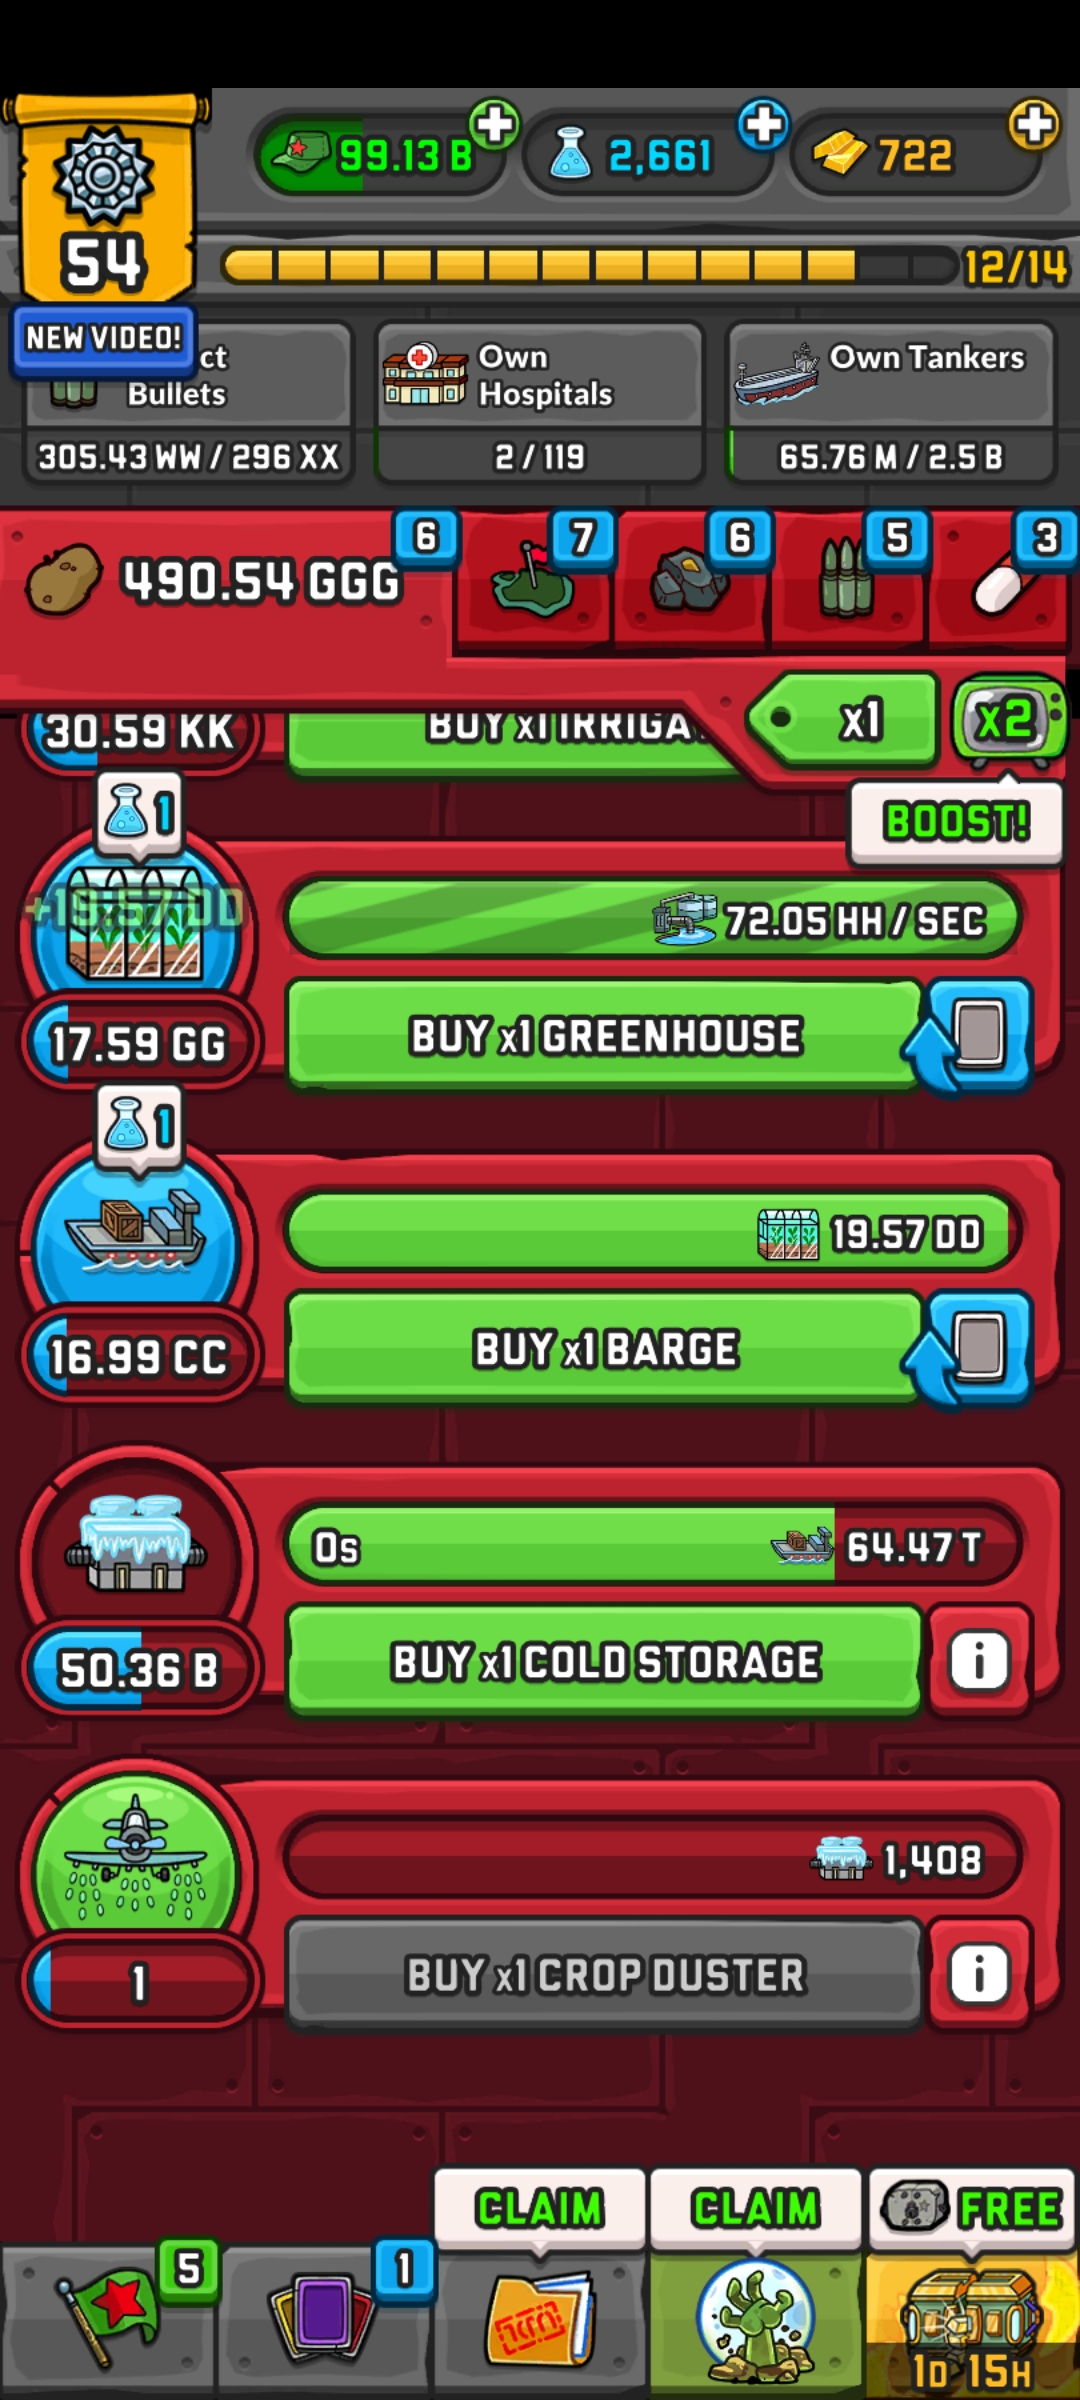 99.13 B
2,661
722
54
12/14
NEW VIDEO!
ct
Bullets
305.43 WW / 296 XX
Own
Hospitals
2 / 119
Own Tankers
65.76 M / 2.5 B
490.54 GGG
6
7
6
5
3
x1
x2
BOOST!
30.59 KK
BUY x1 IRRIGA
1
+19.57 DD
72.05 HH / SEC
17.59 GG
BUY x1 GREENHOUSE
1
19.57 DD
16.99 CC
BUY x1 BARGE
0s
64.47 T
50.36 B
BUY x1 COLD STORAGE
i
1,408
1
BUY x1 CROP DUSTER
i
CLAIM
CLAIM
FREE
5
1
1D 15H